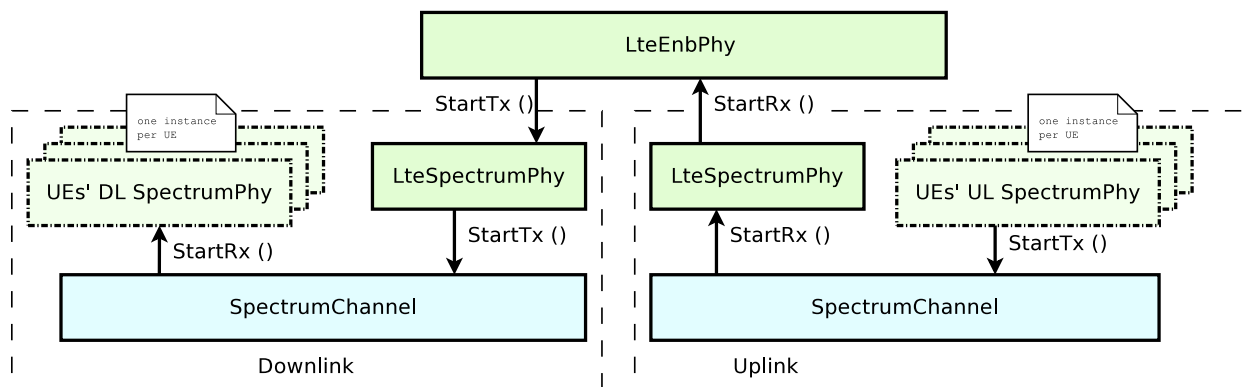 LteEnbPhy
StartTx ()
StartRx ()
one instance
per UE
one instance
per UE
UEs' DL SpectrumPhy
LteSpectrumPhy
LteSpectrumPhy
UEs' UL SpectrumPhy
StartRx ()
StartTx ()
StartRx ()
StartTx ()
SpectrumChannel
SpectrumChannel
Downlink
Uplink